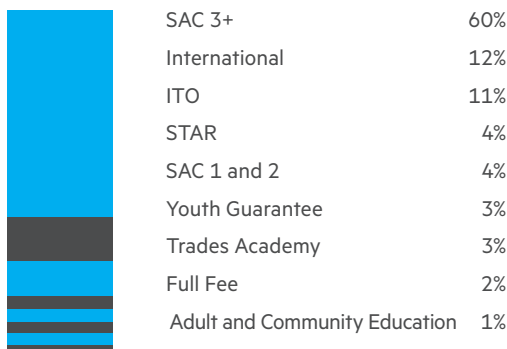 SAC 3+ 60%
International 12%
ITO 11%
STAR 4%
SAC 1 and 2 4%
Youth Guarantee 3%
Trades Academy 3%
Full Fee 2%
Adult and Community Education 1%